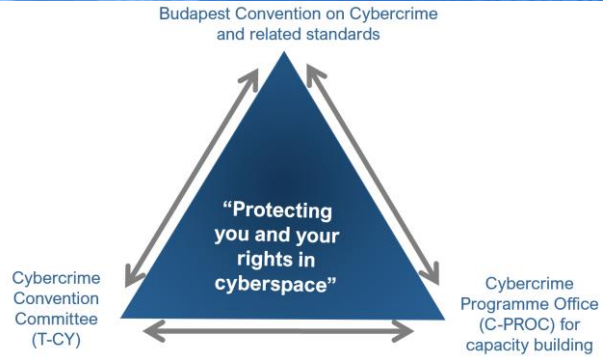 Budapest Convention on Cybercrime
and related standards
“Protecting
you and your
rights in
cyberspace”
Cybercrime
Convention
Committee
(T-CY)
Cybercrime
Programme Office
(C-PROC) for
capacity building